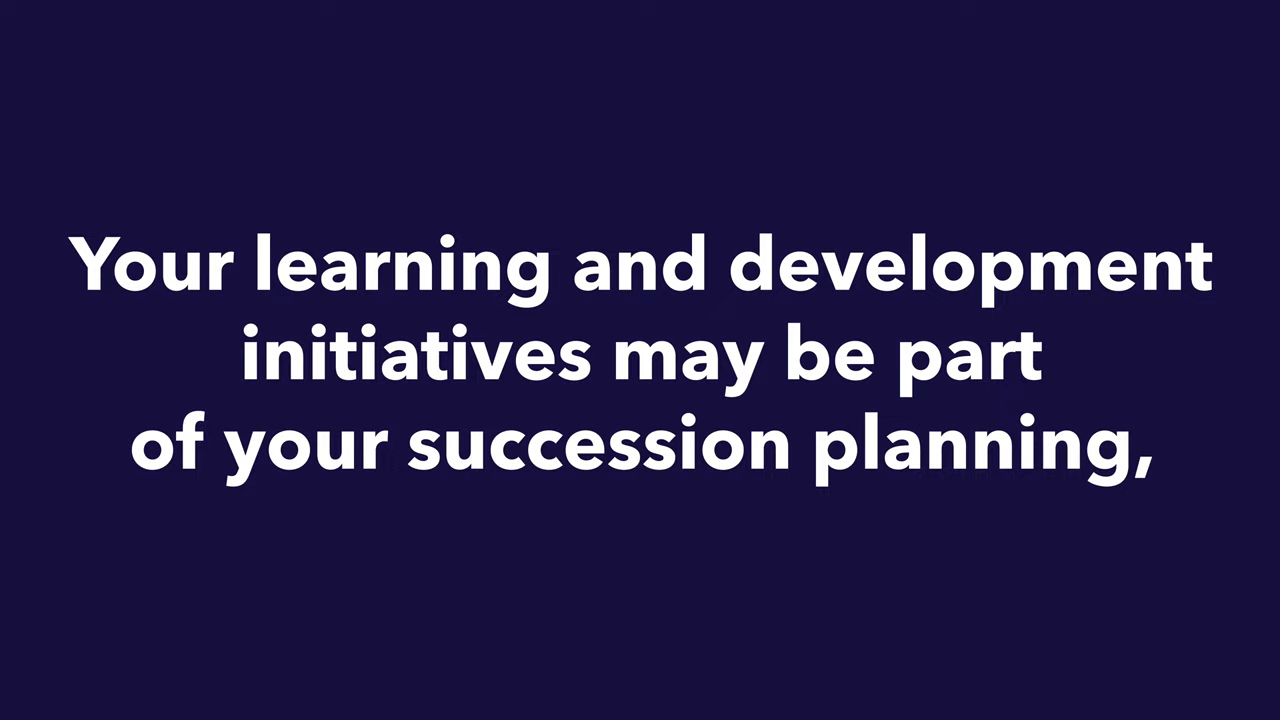 Your learning and development
initiatives may be part
of your succession planning,